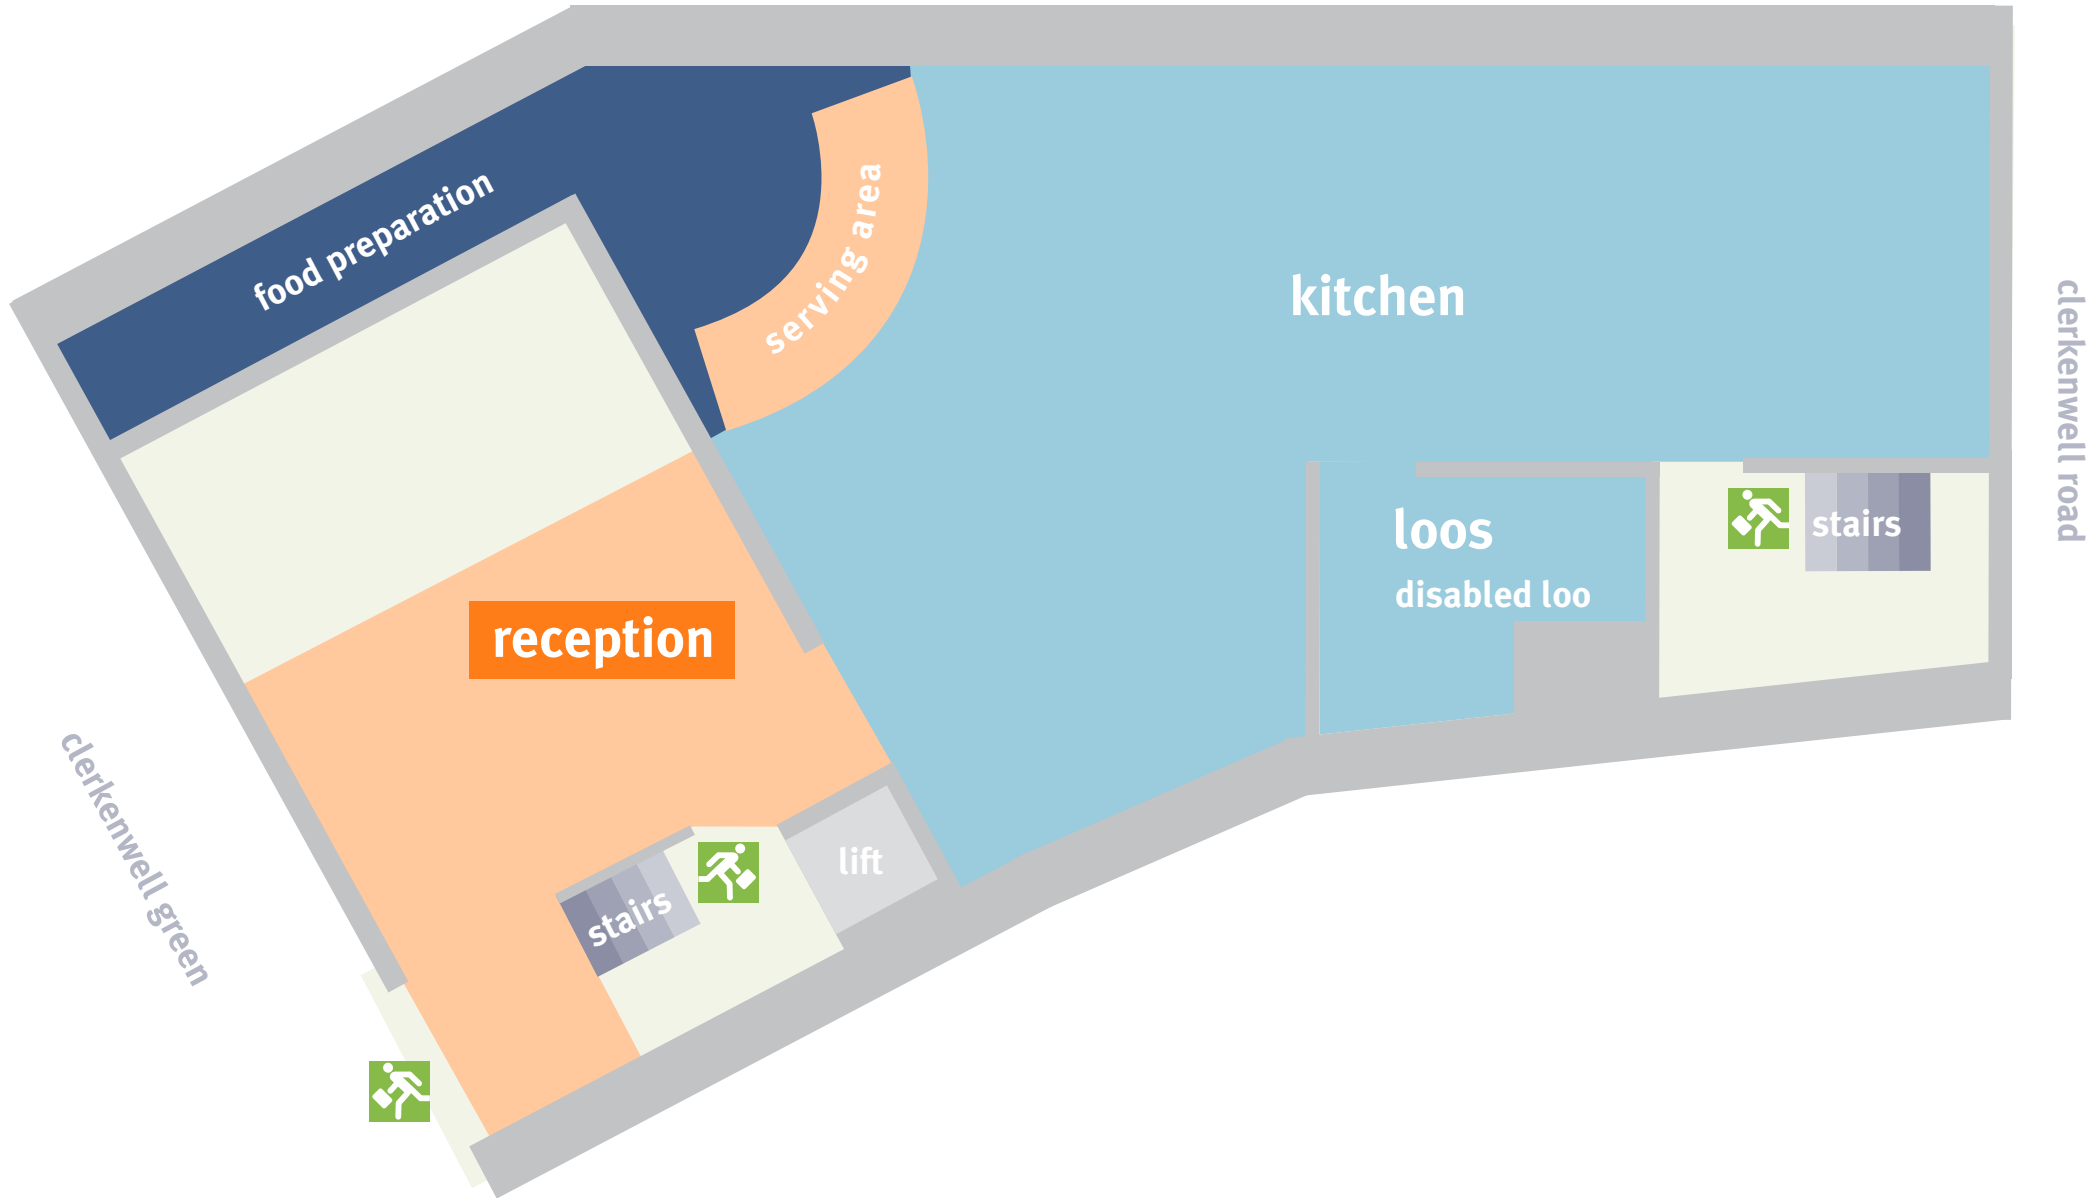 food preparation
serving area
kitchen
clerkenwell road
loos
disabled loo
stairs
reception
clerkenwell green
stairs
lift